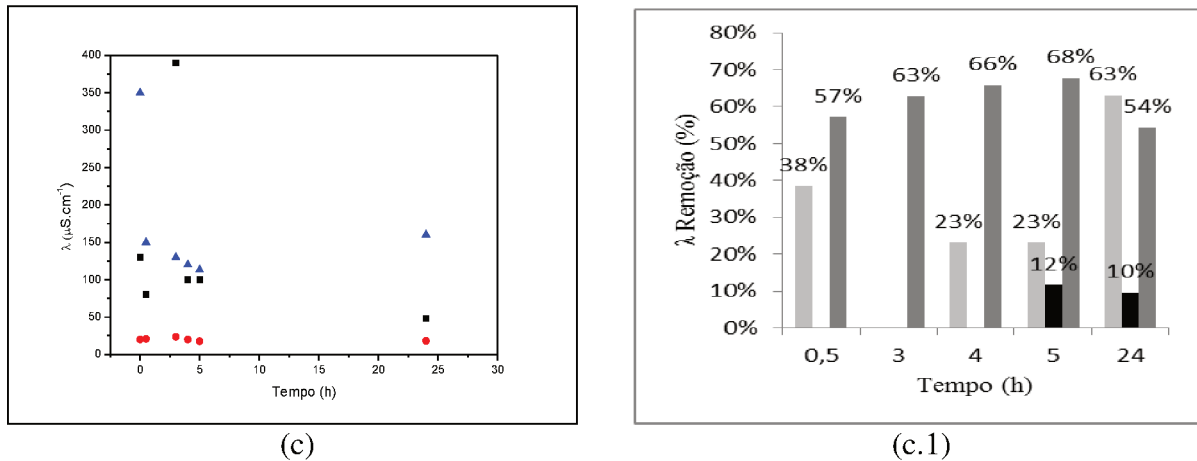 400
350
300
250
200
150
100
50
0
λ (μS.cm⁻¹)
0 5 10 15 20 25 30
Tempo (h)
(c)
80%
70%
60%
50%
40%
30%
20%
10%
0%
λ Remoção (%)
38% 57%
63%
23% 66%
23% 12% 68%
63% 10% 54%
0,5 3 4 5 24
Tempo (h)
(c.1)